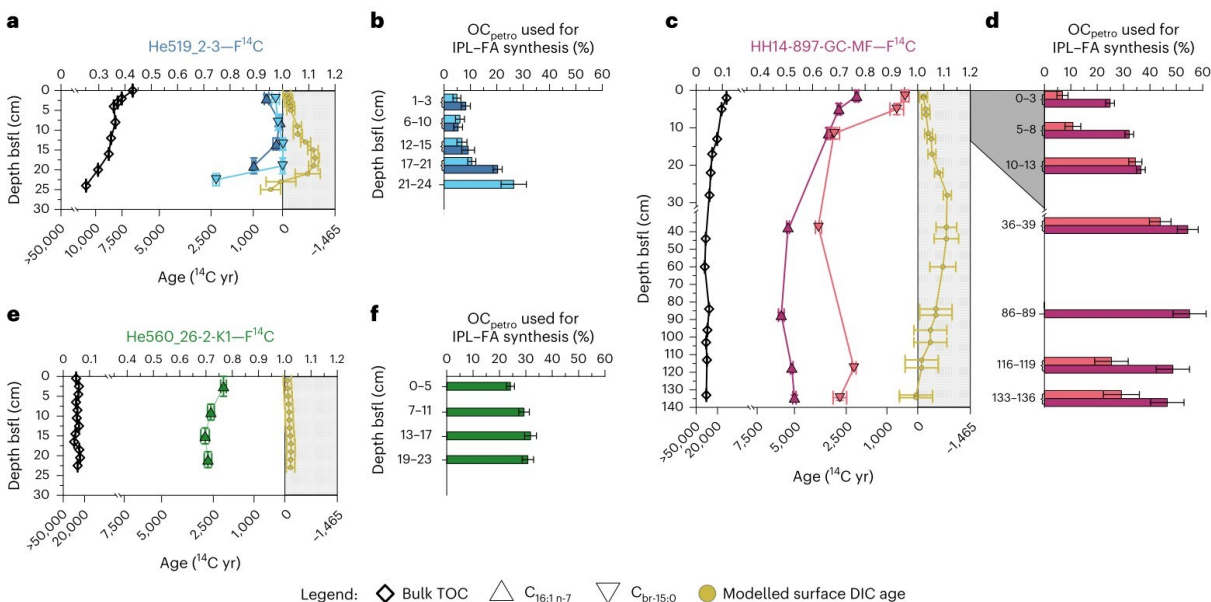 a
He519_2-3—F¹⁴C
0 0.3 0.4 0.6 0.7 0.8 0.9 1.0 1.1 1.2
0
5
10
15
20
25
30
Depth bsfl (cm)
>50,000 10,000 7,500 5,000 2,500 1,000 0 −1,465
Age (¹⁴C yr)
b
OC_petro used for
IPL–FA synthesis (%)
0 10 20 30 40 50 60
Depth bsfl (cm)
1–3
6–10
12–15
17–21
21–24
c
HH14-897-GC-MF—F¹⁴C
0 0.1 0.4 0.5 0.6 0.7 0.8 0.9 1.0 1.2
0
10
20
30
40
50
60
70
80
90
100
110
120
130
140
Depth bsfl (cm)
>50,000 20,000 7,500 5,000 2,500 1,000 0 −1,465
Age (¹⁴C yr)
d
OC_petro used for
IPL–FA synthesis (%)
0 10 20 30 40 50 60
0–3
5–8
10–13
36–39
86–89
116–119
133–136
e
He560_26-2-K1—F¹⁴C
0 0.1 0.4 0.5 0.6 0.7 0.8 0.9 1.0 1.1 1.2
0
5
10
15
20
25
30
Depth bsfl (cm)
>50,000 20,000 7,500 5,000 2,500 1,000 0 −1,465
Age (¹⁴C yr)
f
OC_petro used for
IPL–FA synthesis (%)
0 10 20 30 40 50 60
Depth bsfl (cm)
0–5
7–11
13–17
19–23
Legend: Bulk TOC C16:1 n-7 Cbr-15:0 Modelled surface DIC age